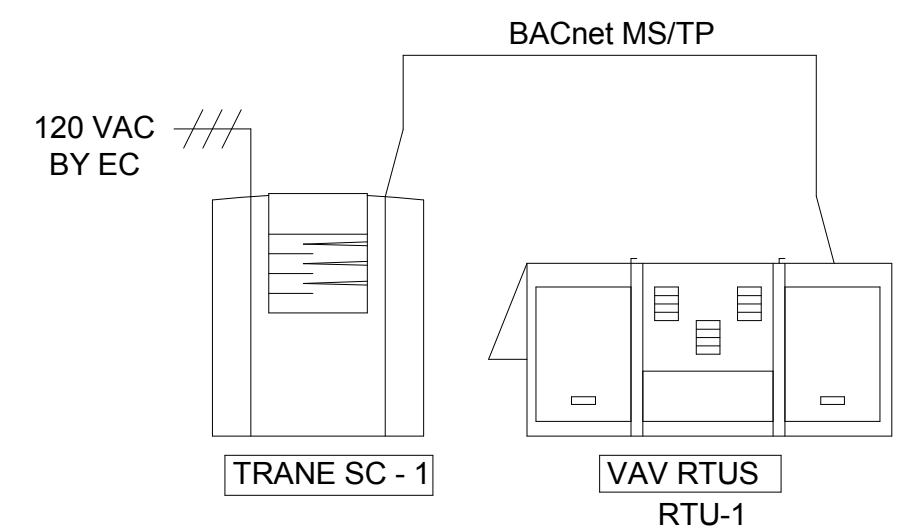 BACnet MS/TP
120 VAC
BY EC
TRANE SC - 1
VAV RTUS
RTU-1